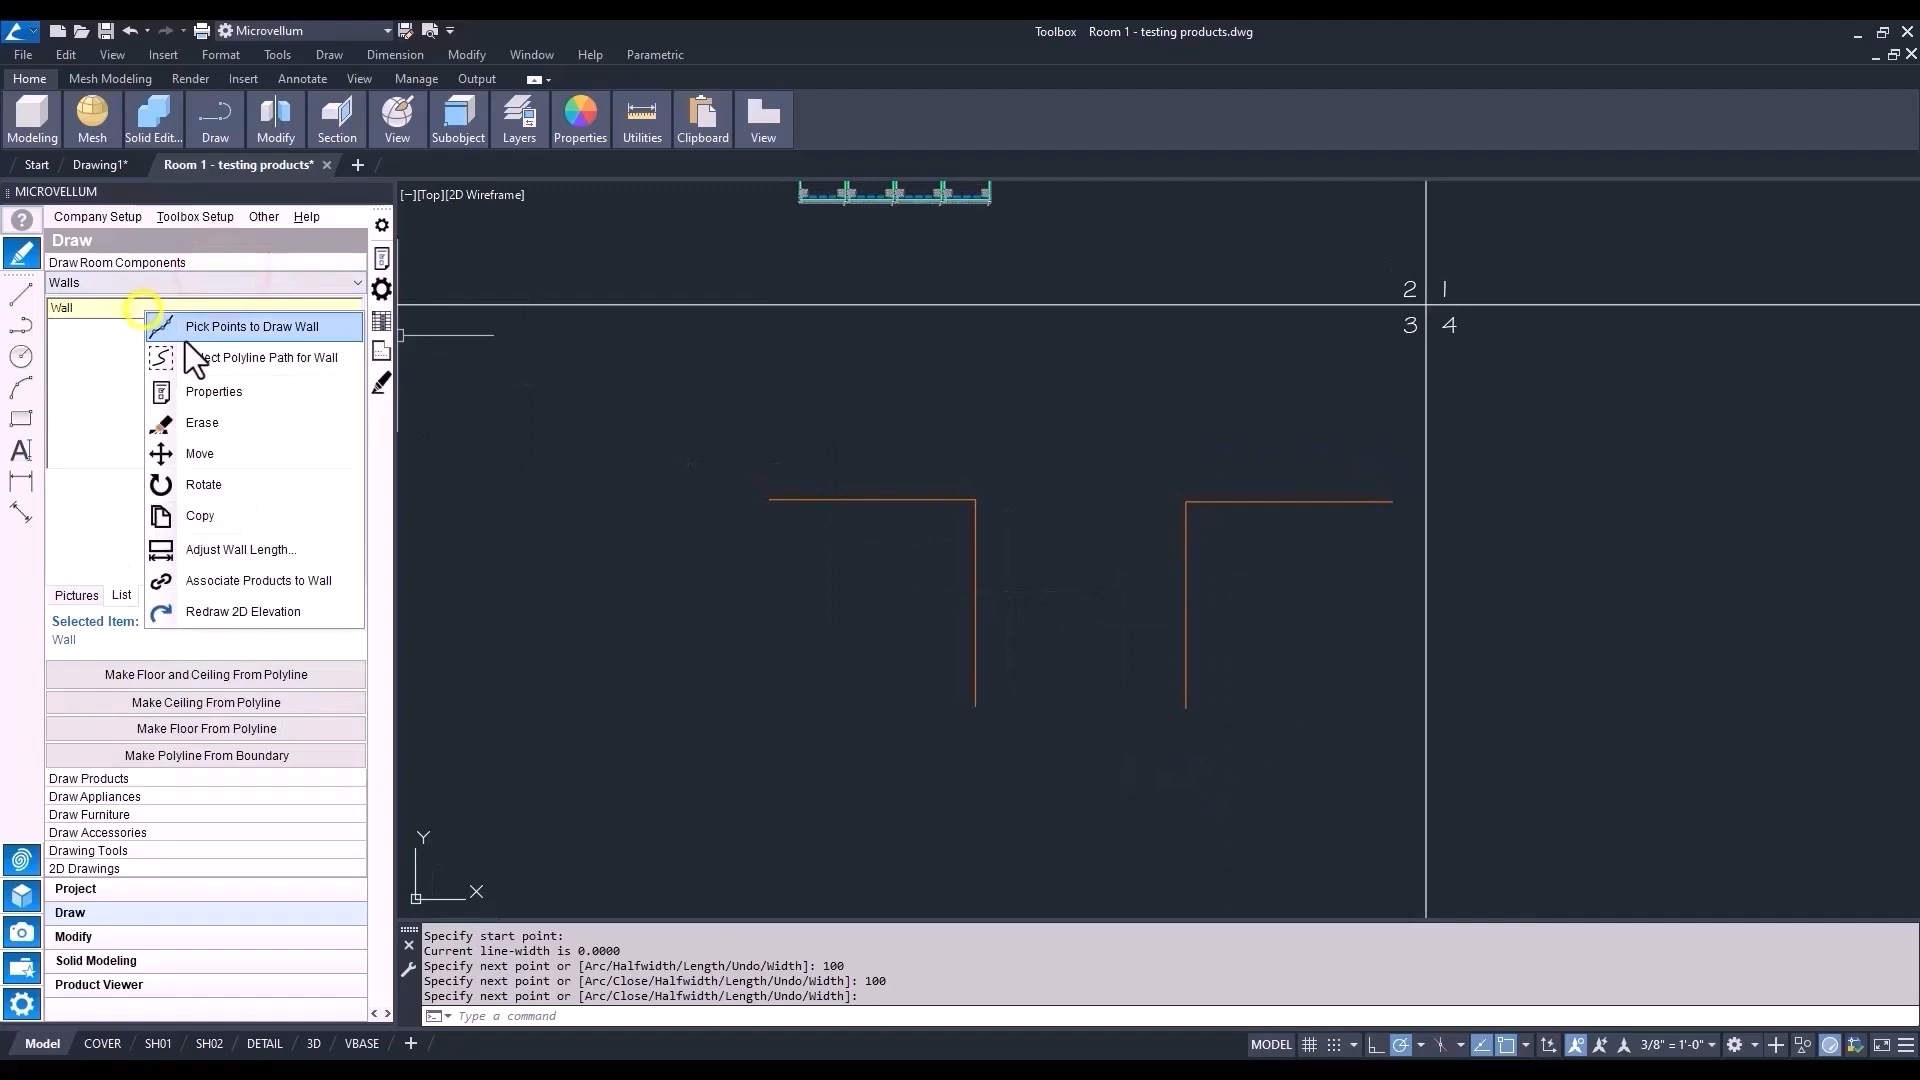 Microvellum
Toolbox Room 1 - testing products.dwg
File Edit View Insert Format Tools Draw Dimension Modify Window Help Parametric
Home Mesh Modeling Render Insert Annotate View Manage Output
Modeling Mesh Solid Edit... Draw Modify Section View Subobject Layers Properties Utilities Clipboard View
Start Drawing1* Room 1 - testing products*
MICROVELLUM
[−][Top][2D Wireframe]
Company Setup Toolbox Setup Other Help
Draw
Draw Room Components
Walls
Wall
2 1
3 4
Pick Points to Draw Wall
Polyline Path for Wall
Properties
Erase
Move
Rotate
Copy
Adjust Wall Length...
Associate Products to Wall
Redraw 2D Elevation
Pictures List
Selected Item:
Wall
Make Floor and Ceiling From Polyline
Make Ceiling From Polyline
Make Floor From Polyline
Make Polyline From Boundary
Draw Products
Draw Appliances
Draw Furniture
Draw Accessories
Drawing Tools
2D Drawings
Project
Draw
Modify
Solid Modeling
Product Viewer
Y
X
Specify start point:
Current line-width is 0.0000
Specify next point or [Arc/Halfwidth/Length/Undo/Width]: 100
Specify next point or [Arc/Close/Halfwidth/Length/Undo/Width]: 100
Specify next point or [Arc/Close/Halfwidth/Length/Undo/Width]:
Type a command
Model COVER SH01 SH02 DETAIL 3D VBASE
MODEL 3/8" = 1'-0"